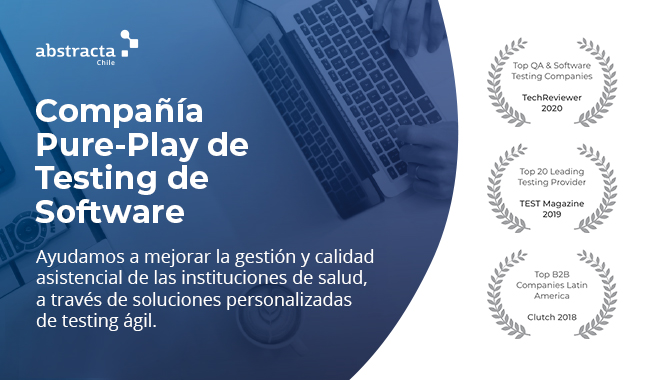 abstracta
Chile
Compañía
Pure-Play de
Testing de
Software
Ayudamos a mejorar la gestión y calidad
asistencial de las instituciones de salud,
a través de soluciones personalizadas
de testing ágil.
Top QA & Software
Testing Companies
TechReviewer
2020
Top 20 Leading
Testing Provider
TEST Magazine
2019
Top B2B
Companies Latin
America
Clutch 2018